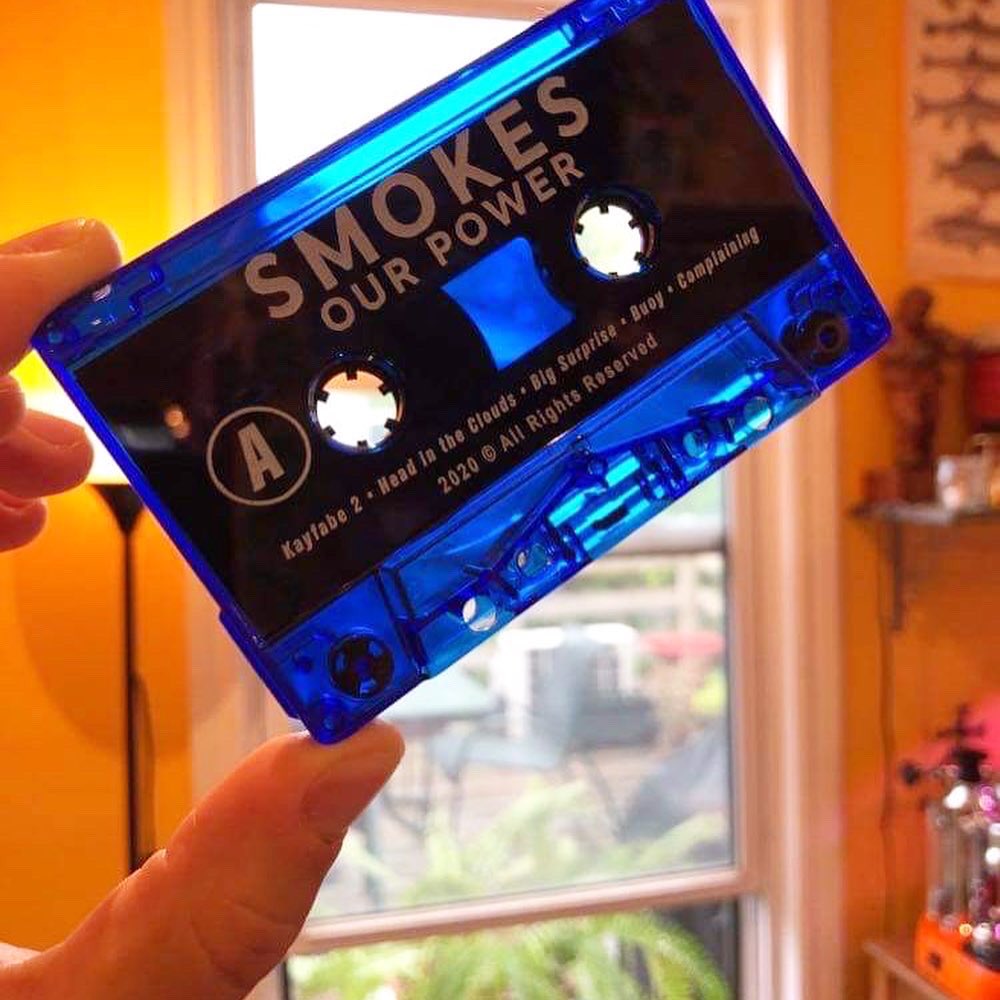 SMOKES
OUR POWER
A
Kayfabe 2 • Head in the Clouds • Big Surprise • Buoy • Complaining
2020 © All Rights Reserved